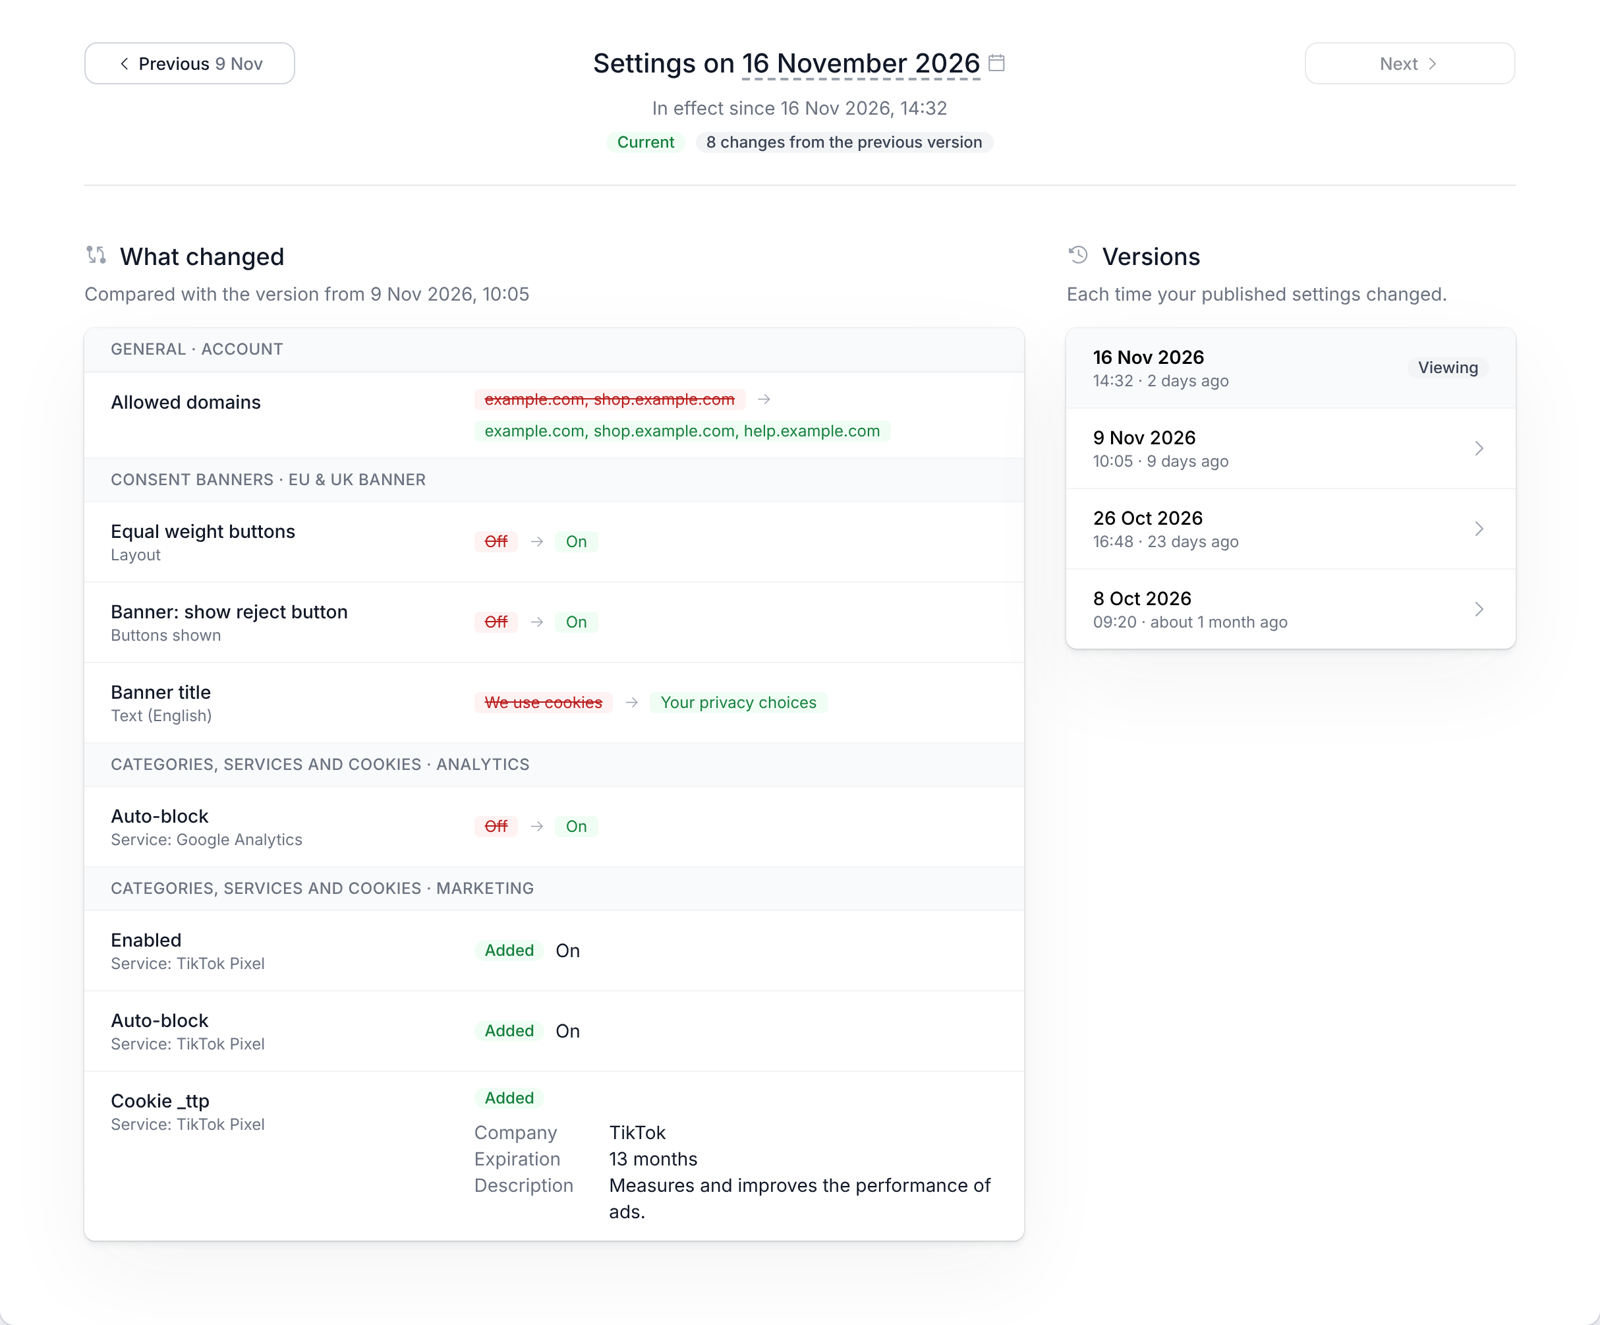 Previous 9 Nov
Settings on 16 November 2026
Next
In effect since 16 Nov 2026, 14:32
Current
8 changes from the previous version
What changed
Compared with the version from 9 Nov 2026, 10:05
GENERAL · ACCOUNT
Allowed domains
example.com, shop.example.com →
example.com, shop.example.com, help.example.com
CONSENT BANNERS · EU & UK BANNER
Equal weight buttons
Layout
Off → On
Banner: show reject button
Buttons shown
Off → On
Banner title
Text (English)
We use cookies → Your privacy choices
CATEGORIES, SERVICES AND COOKIES · ANALYTICS
Auto-block
Service: Google Analytics
Off → On
CATEGORIES, SERVICES AND COOKIES · MARKETING
Enabled
Service: TikTok Pixel
Added On
Auto-block
Service: TikTok Pixel
Added On
Cookie _ttp
Service: TikTok Pixel
Added
Company TikTok
Expiration 13 months
Description Measures and improves the performance of
ads.
Versions
Each time your published settings changed.
16 Nov 2026
14:32 · 2 days ago
Viewing
9 Nov 2026
10:05 · 9 days ago
26 Oct 2026
16:48 · 23 days ago
8 Oct 2026
09:20 · about 1 month ago